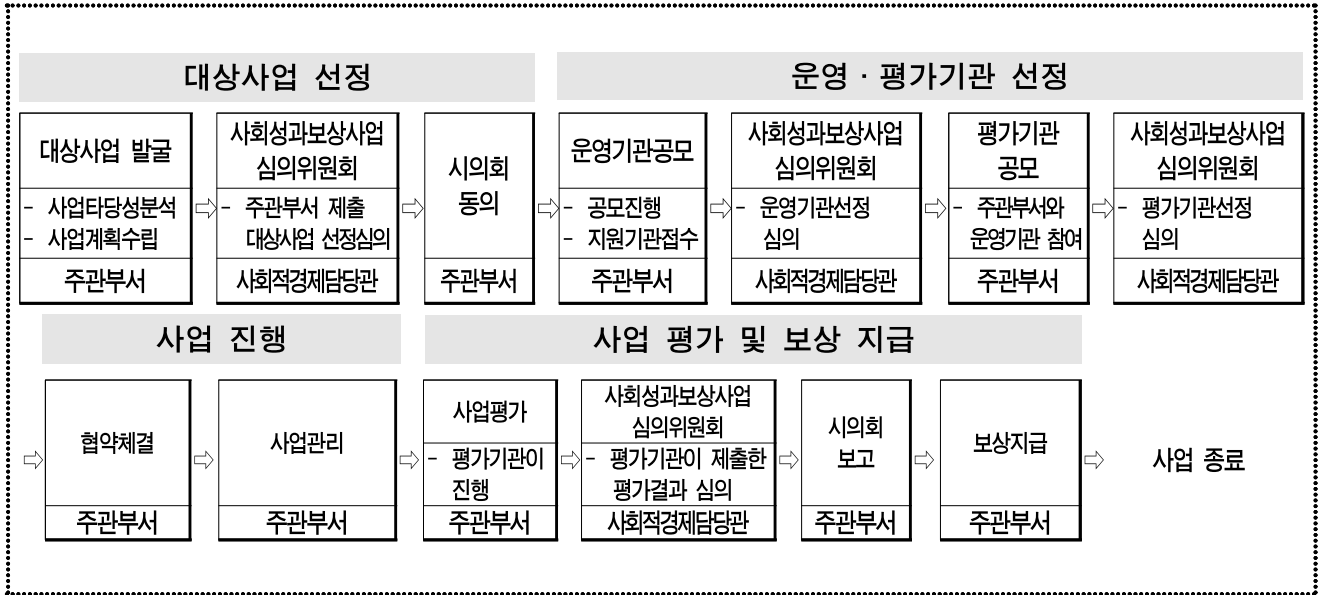 대상사업 선정
운영 · 평가기관 선정
대상사업 발굴
- 사업타당성분석
- 사업계획수립
주관부서
사회성과보상사업
심의위원회
- 주관부서 제출
대상사업 선정심의
사회적경제담당관
시의회
동의
주관부서
운영기관공모
- 공모진행
- 지원기관접수
주관부서
사회성과보상사업
심의위원회
- 운영기관선정
심의
사회적경제담당관
평가기관
공모
- 주관부서와
운영기관 참여
주관부서
사회성과보상사업
심의위원회
- 평가기관선정
심의
사회적경제담당관
사업 진행
사업 평가 및 보상 지급
협약체결
주관부서
사업관리
주관부서
사업평가
- 평가기관이
진행
주관부서
사회성과보상사업
심의위원회
- 평가기관이 제출한
평가결과 심의
사회적경제담당관
시의회
보고
주관부서
보상지급
주관부서
사업 종료